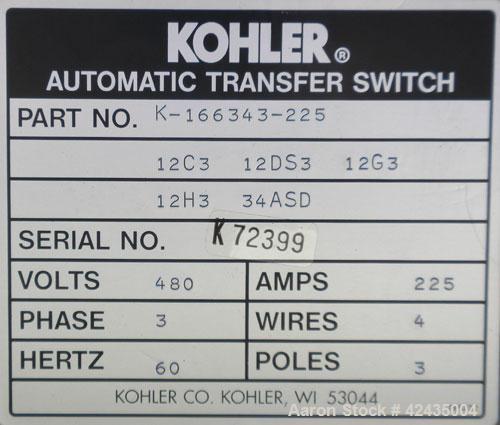 KOHLER®
AUTOMATIC TRANSFER SWITCH
PART NO. K-166343-225
12C3 12DS3 12G3
12H3 34ASD
SERIAL NO. K 72399
VOLTS 480 AMPS 225
PHASE 3 WIRES 4
HERTZ 60 POLES 3
KOHLER CO. KOHLER, WI 53044
Aaron Stock # 42435004